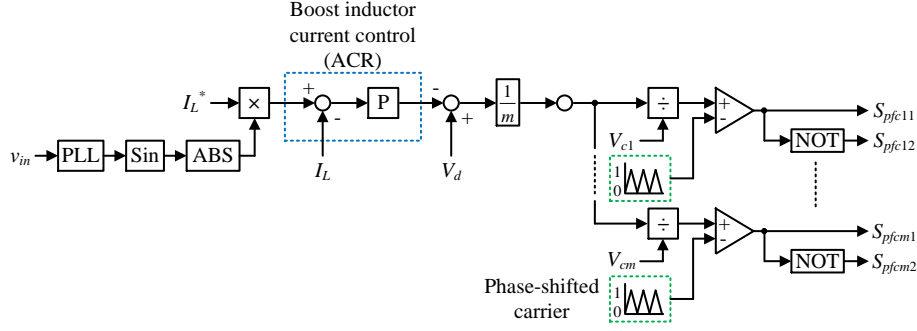 Boost inductor
current control
(ACR)
I_L* × + - P - + 1/m ÷ + - S_pfc11
V_c1 NOT S_pfc12
v_in PLL Sin ABS I_L V_d
1
0
÷ + - S_pfcm1
V_cm NOT S_pfcm2
Phase-shifted
carrier
1
0